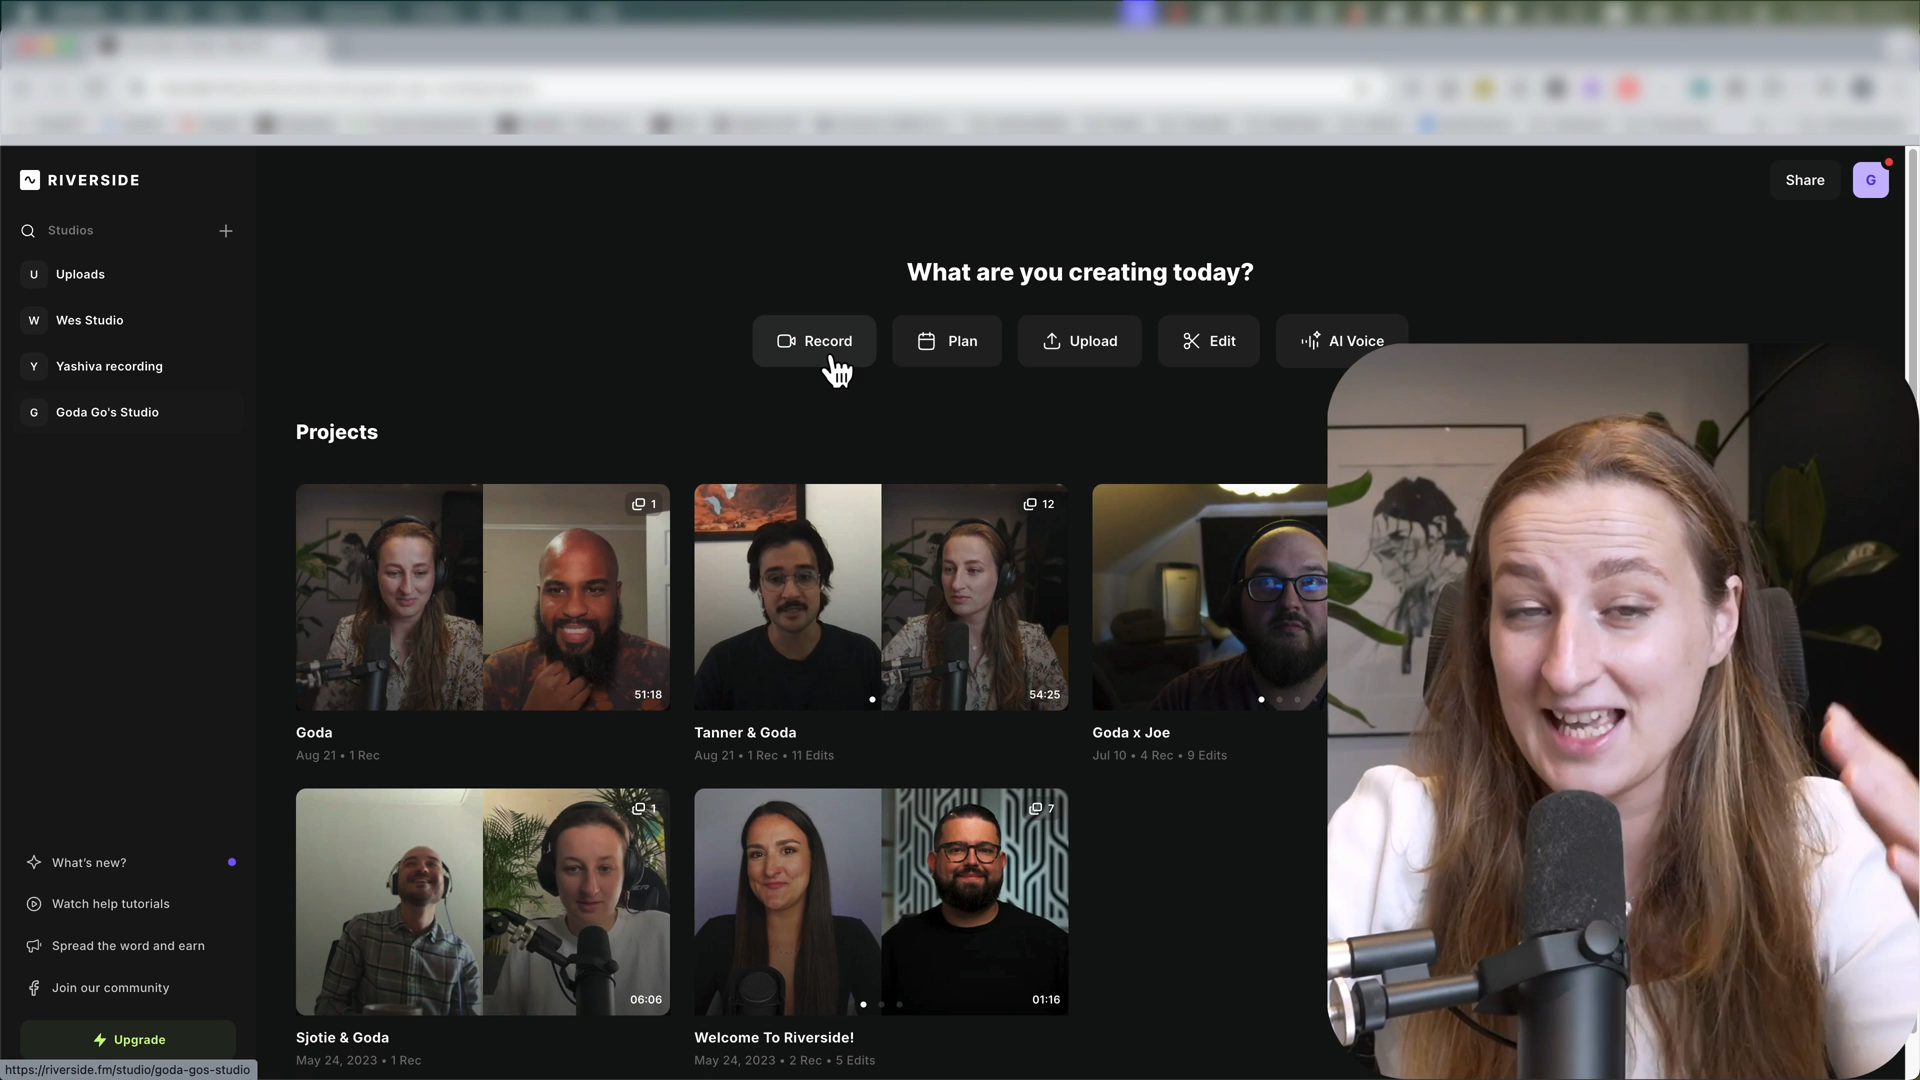 RIVERSIDE
Share
G
Studios
U Uploads
W Wes Studio
Y Yashiva recording
G Goda Go's Studio
What are you creating today?
Record
Plan
Upload
Edit
AI Voice
Projects
1
51:18
12
54:25
Goda
Aug 21 • 1 Rec
Tanner & Goda
Aug 21 • 1 Rec • 11 Edits
Goda x Joe
Jul 10 • 4 Rec • 9 Edits
1
06:06
7
01:16
Sjotie & Goda
May 24, 2023 • 1 Rec
Welcome To Riverside!
May 24, 2023 • 2 Rec • 5 Edits
What's new?
Watch help tutorials
Spread the word and earn
Join our community
Upgrade
https://riverside.fm/studio/goda-gos-studio